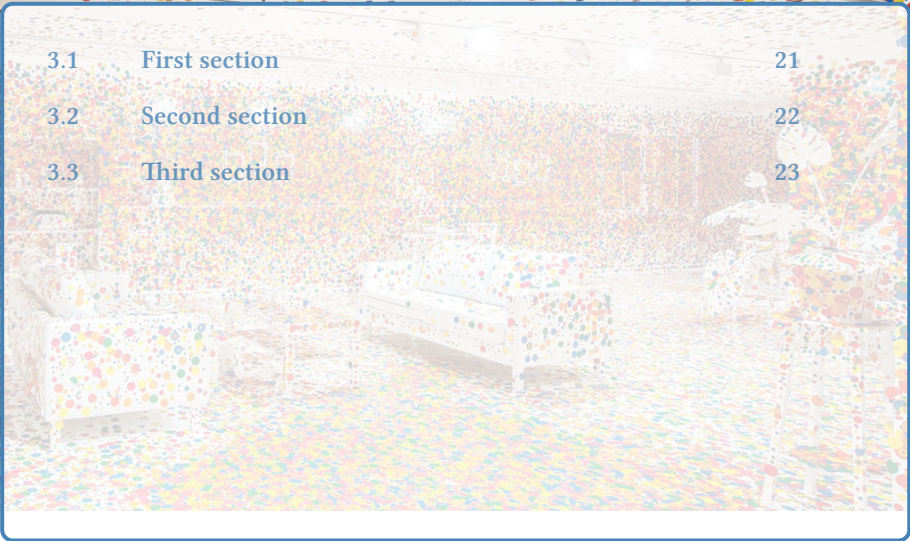 3.1 First section 21
3.2 Second section 22
3.3 Third section 23